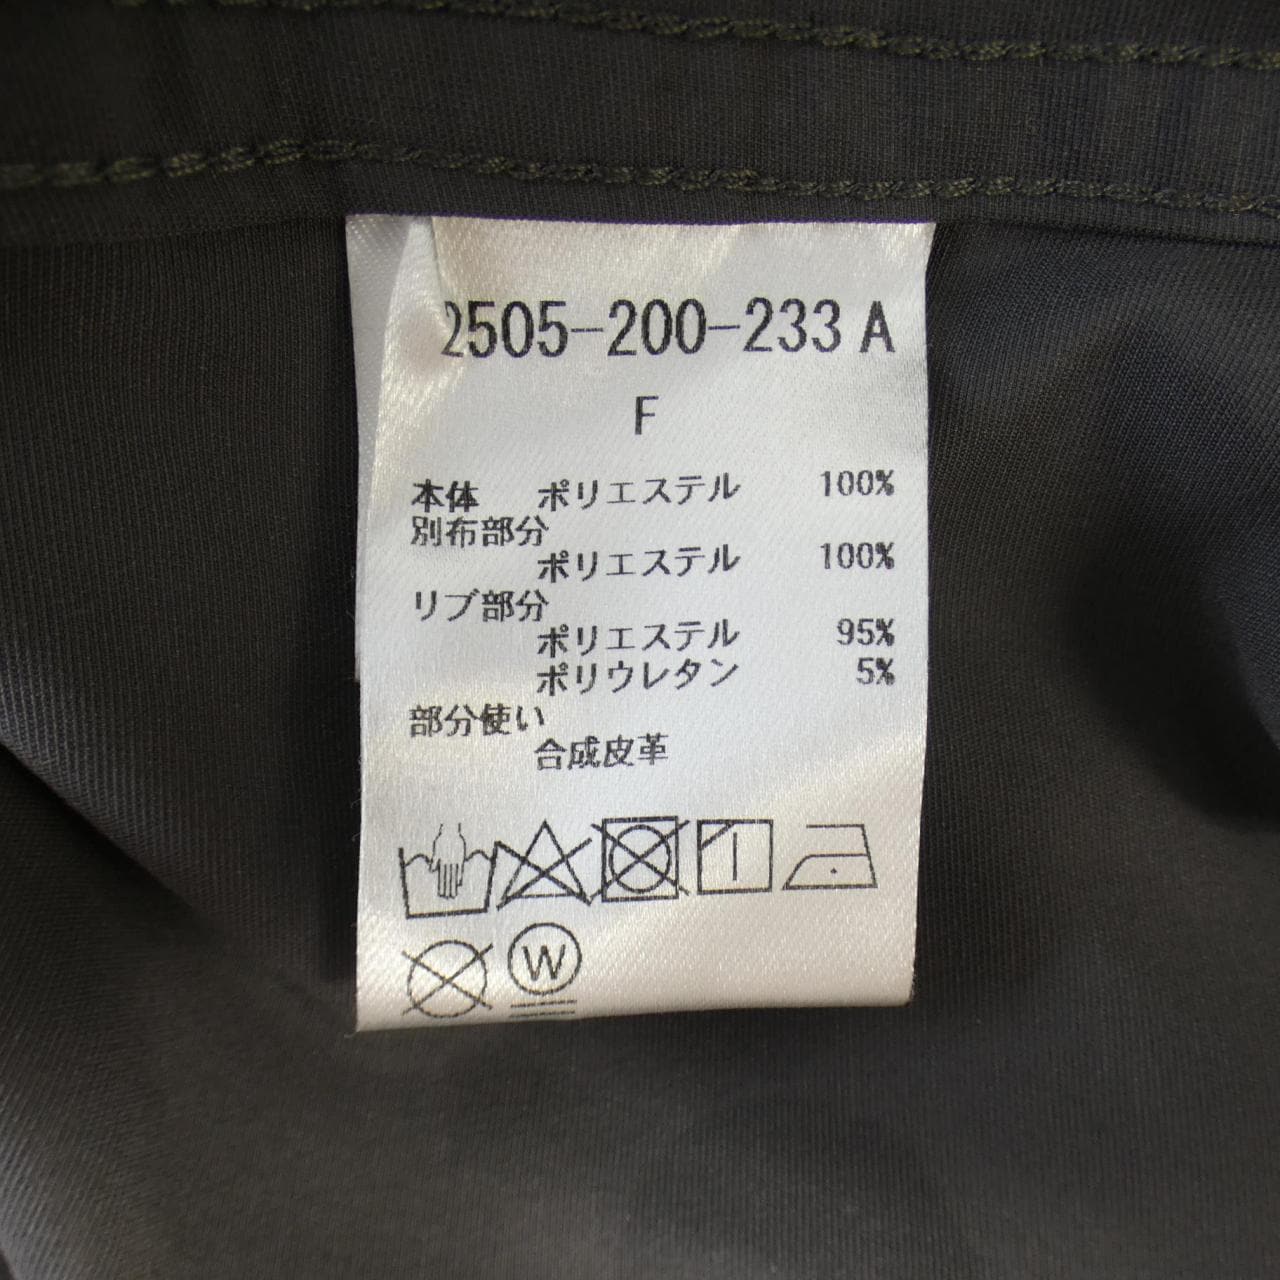 2505-200-233 A
F
本体 ポリエステル 100%
別布部分
ポリエステル 100%
リブ部分
ポリエステル 95%
ポリウレタン 5%
部分使い
合成皮革
W